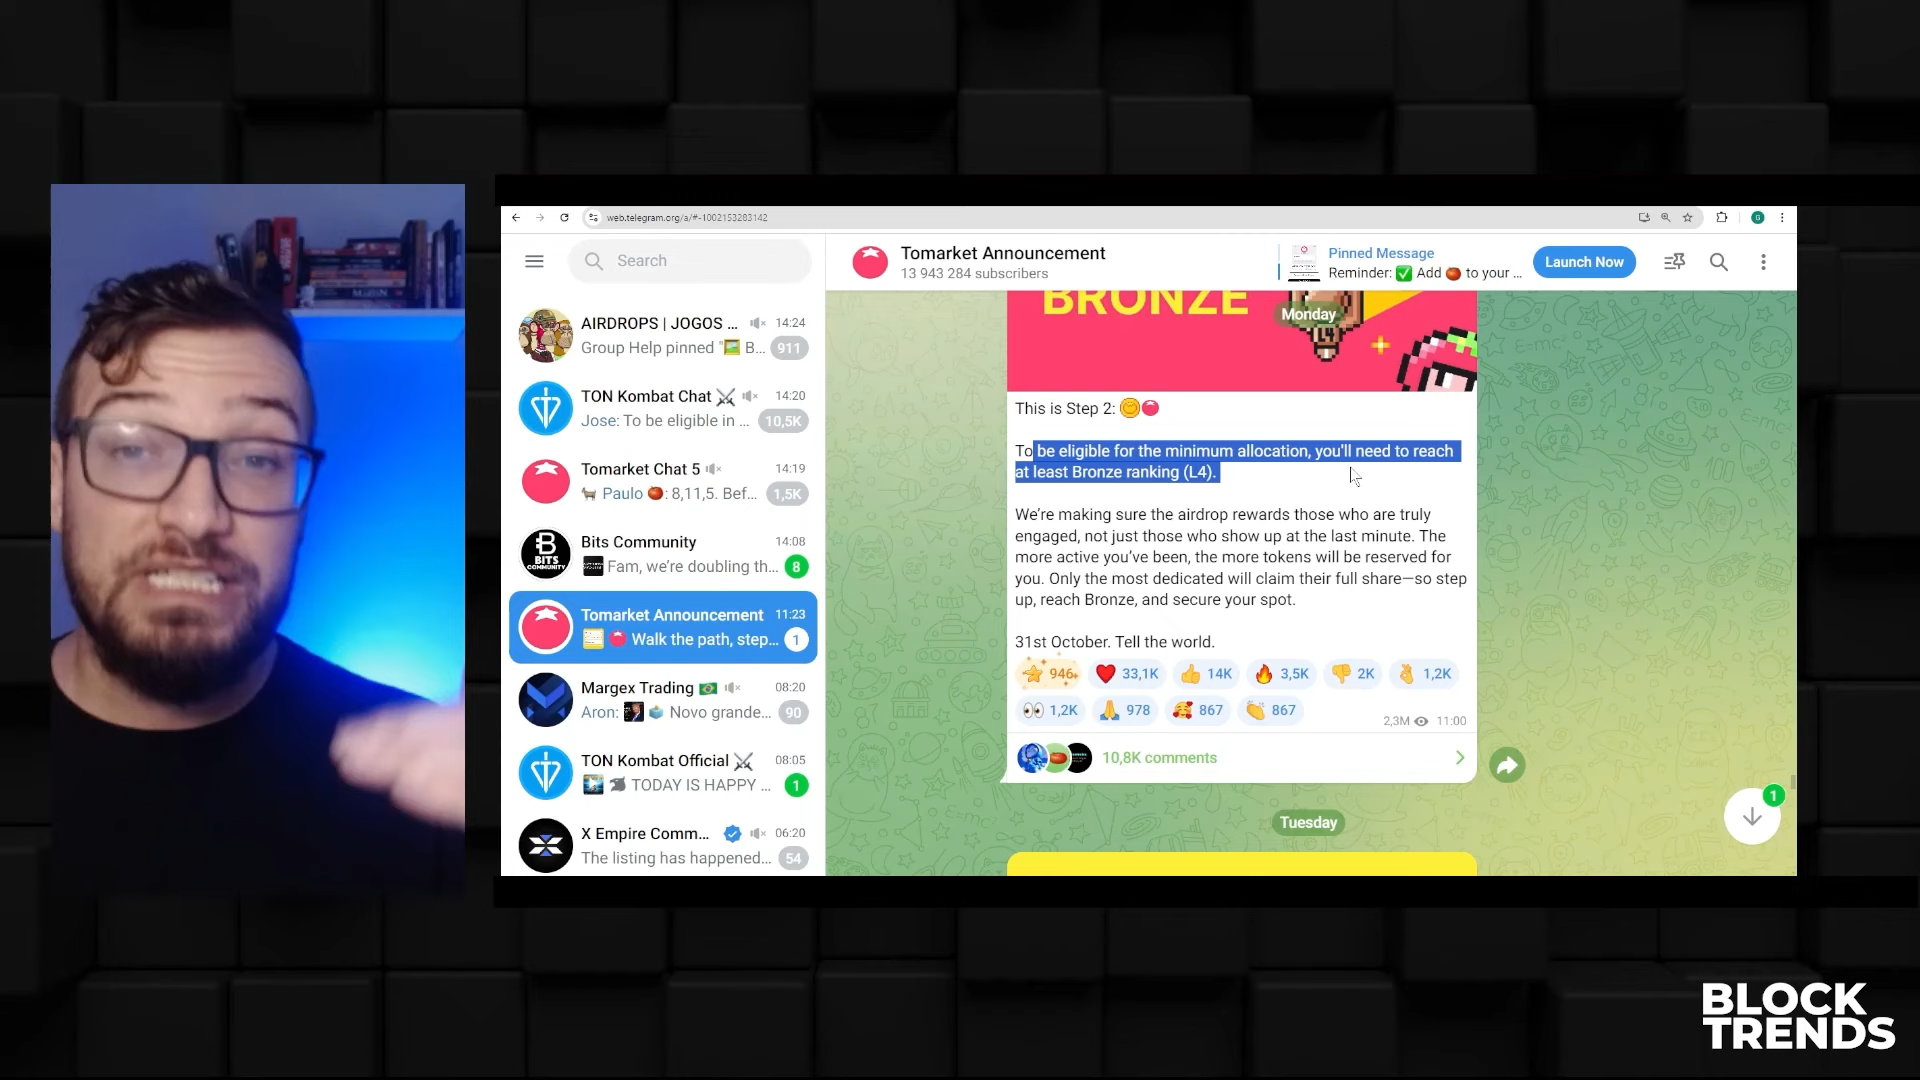 web.telegram.org/a/#-1002153283142
Search
AIRDROPS | JOGOS ...
14:24
Group Help pinned "🖼 B...
911
TON Kombat Chat ⚔
14:20
Jose: To be eligible in ...
10,5K
Tomarket Chat 5
14:19
🐈 Paulo 🍅: 8,11,5. Bef...
1,5K
BITS
COMMUNITY
Bits Community
14:08
Fam, we're doubling th...
8
Tomarket Announcement
11:23
🍅 Walk the path, step...
1
Margex Trading 🇧🇷
08:20
Aron: Novo grande...
90
TON Kombat Official ⚔
08:05
TODAY IS HAPPY ...
1
X Empire Comm...
06:20
The listing has happened...
54
Tomarket Announcement
13 943 284 subscribers
Pinned Message
Reminder: ✅ Add 🍅 to your ...
Launch Now
BRONZE
L4
Monday
This is Step 2: 😊🍅
To be eligible for the minimum allocation, you'll need to reach
at least Bronze ranking (L4).
We're making sure the airdrop rewards those who are truly
engaged, not just those who show up at the last minute. The
more active you've been, the more tokens will be reserved for
you. Only the most dedicated will claim their full share—so step
up, reach Bronze, and secure your spot.
31st October. Tell the world.
⭐ 946 ❤ 33,1K 👍 14K 🔥 3,5K 👎 2K 👌 1,2K
👀 1,2K 🙏 978 🥰 867 👏 867
2,3M 11:00
10,8K comments
Tuesday
1
BLOCK
TRENDS